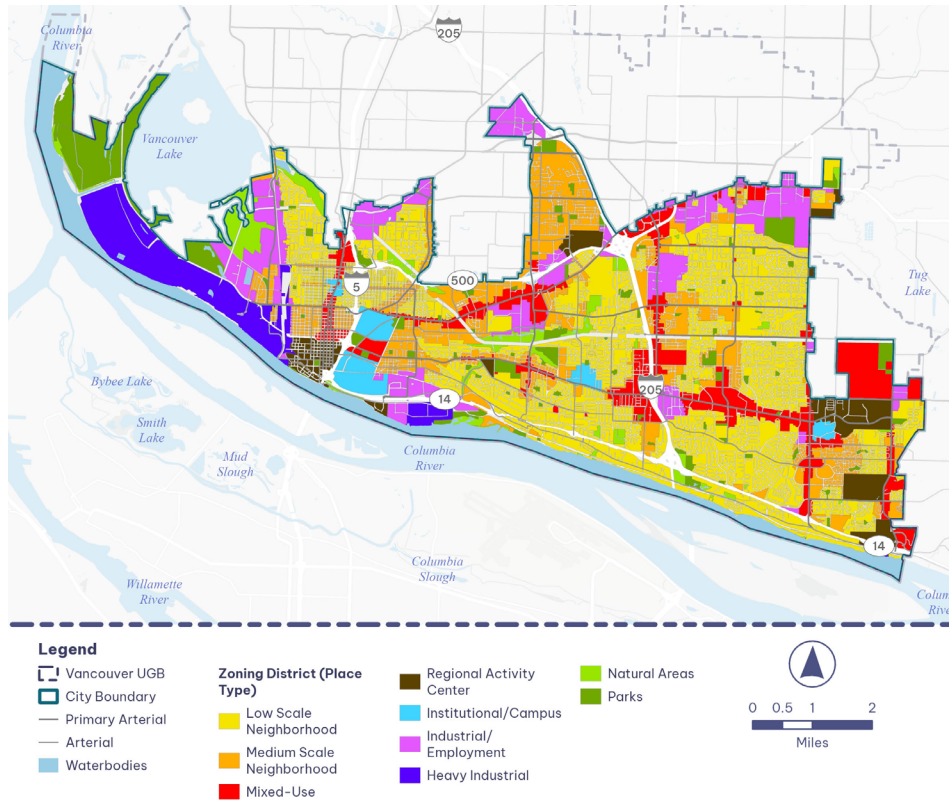 205
Columbia
River
Vancouver
Lake
500
5
Tug
Lake
205
Bybee Lake
14
Smith
Lake
Columbia
River
Mud
Slough
14
Columbia
Slough
Willamette
River
Colum
Rive
Legend
Vancouver UGB
City Boundary
Primary Arterial
Arterial
Waterbodies
Zoning District (Place
Type)
Low Scale
Neighborhood
Medium Scale
Neighborhood
Mixed-Use
Regional Activity
Center
Institutional/Campus
Industrial/
Employment
Heavy Industrial
Natural Areas
Parks
0 0.5 1 2
Miles